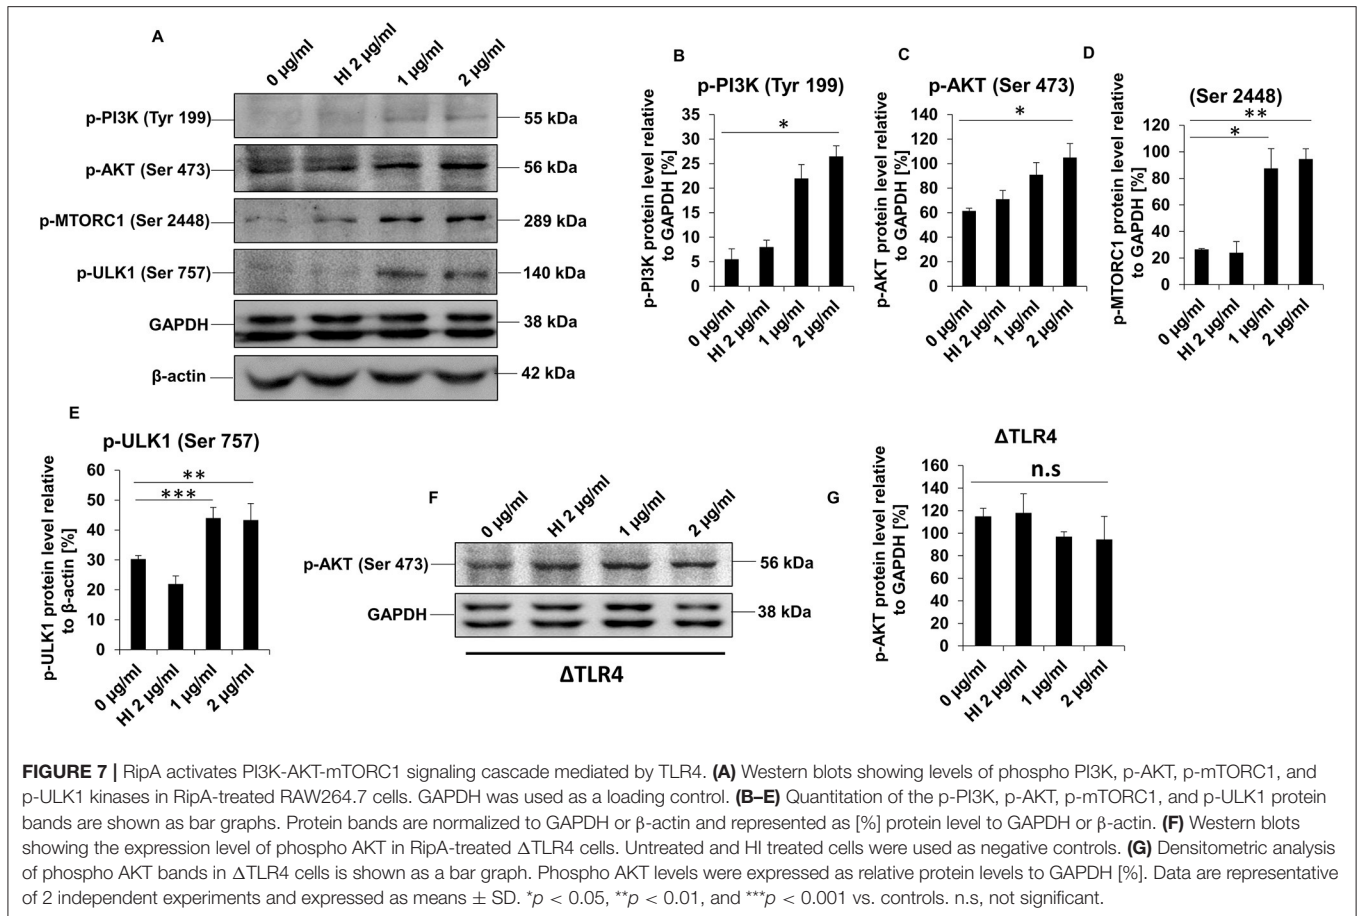 A
0 µg/ml
HI 2 µg/ml
1 µg/ml
2 µg/ml
p-PI3K (Tyr 199)
55 kDa
p-AKT (Ser 473)
56 kDa
p-MTORC1 (Ser 2448)
289 kDa
p-ULK1 (Ser 757)
140 kDa
GAPDH
38 kDa
β-actin
42 kDa
B
p-PI3K (Tyr 199)
p-PI3K protein level relative
to GAPDH [%]
35
30
25
20
15
10
5
0
*
0 µg/ml
HI 2 µg/ml
1 µg/ml
2 µg/ml
C
p-AKT (Ser 473)
p-AKT protein level relative
to GAPDH [%]
140
120
100
80
60
40
20
0
*
0 µg/ml
HI 2 µg/ml
1 µg/ml
2 µg/ml
D
(Ser 2448)
p-MTORC1 protein level relative
to GAPDH [%]
120
100
80
60
40
20
0
**
*
0 µg/ml
HI 2 µg/ml
1 µg/ml
2 µg/ml
E
p-ULK1 (Ser 757)
p-ULK1 protein level relative
to β-actin [%]
60
50
40
30
20
10
0
**
***
0 µg/ml
HI 2 µg/ml
1 µg/ml
2 µg/ml
F
0 µg/ml
HI 2 µg/ml
1 µg/ml
2 µg/ml
p-AKT (Ser 473)
56 kDa
GAPDH
38 kDa
ΔTLR4
G
ΔTLR4
p-AKT protein level relative
to GAPDH [%]
160
140
120
100
80
60
40
20
0
n.s
0 µg/ml
HI 2 µg/ml
1 µg/ml
2 µg/ml
FIGURE 7 | RipA activates PI3K-AKT-mTORC1 signaling cascade mediated by TLR4. (A) Western blots showing levels of phospho PI3K, p-AKT, p-mTORC1, and
p-ULK1 kinases in RipA-treated RAW264.7 cells. GAPDH was used as a loading control. (B–E) Quantitation of the p-PI3K, p-AKT, p-mTORC1, and p-ULK1 protein
bands are shown as bar graphs. Protein bands are normalized to GAPDH or β-actin and represented as [%] protein level to GAPDH or β-actin. (F) Western blots
showing the expression level of phospho AKT in RipA-treated ΔTLR4 cells. Untreated and HI treated cells were used as negative controls. (G) Densitometric analysis
of phospho AKT bands in ΔTLR4 cells is shown as a bar graph. Phospho AKT levels were expressed as relative protein levels to GAPDH [%]. Data are representative
of 2 independent experiments and expressed as means ± SD. *p < 0.05, **p < 0.01, and ***p < 0.001 vs. controls. n.s, not significant.